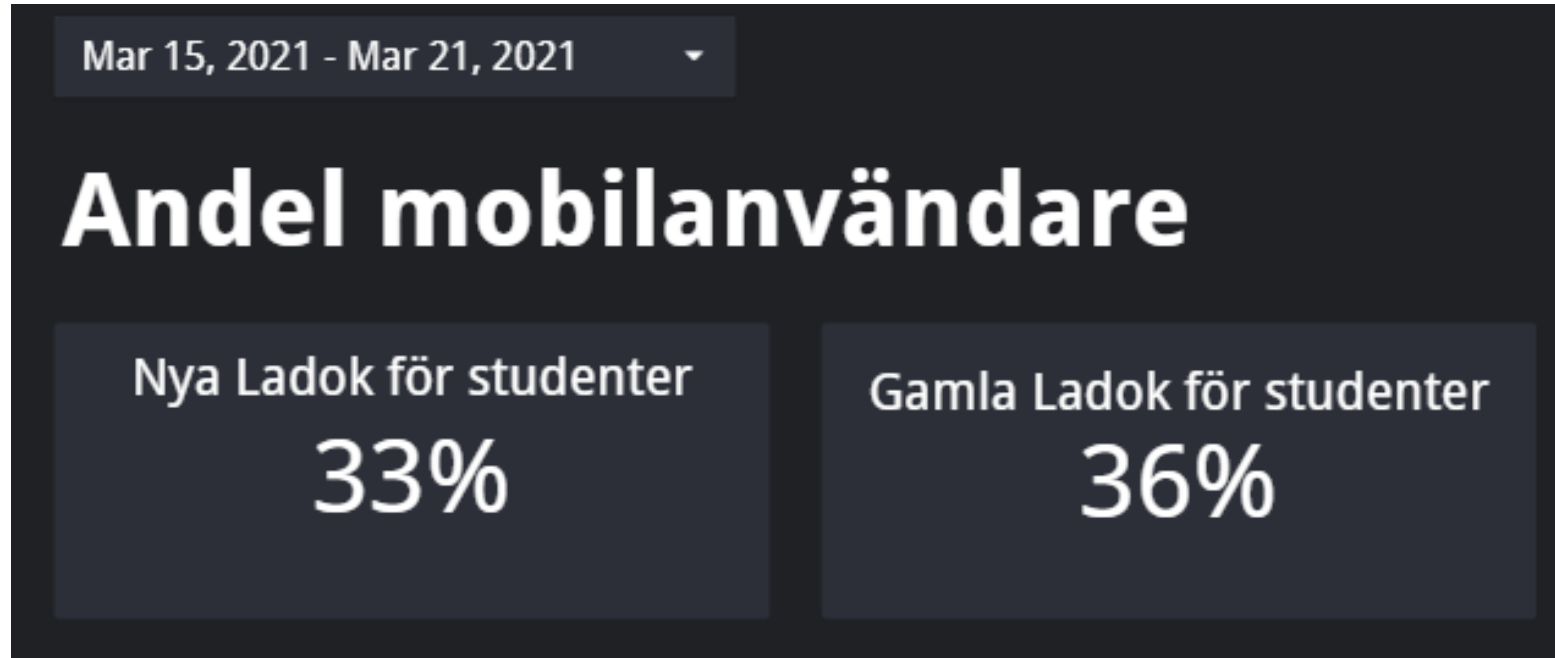 Mar 15, 2021 - Mar 21, 2021
Andel mobilanvändare
Nya Ladok för studenter
33%
Gamla Ladok för studenter
36%